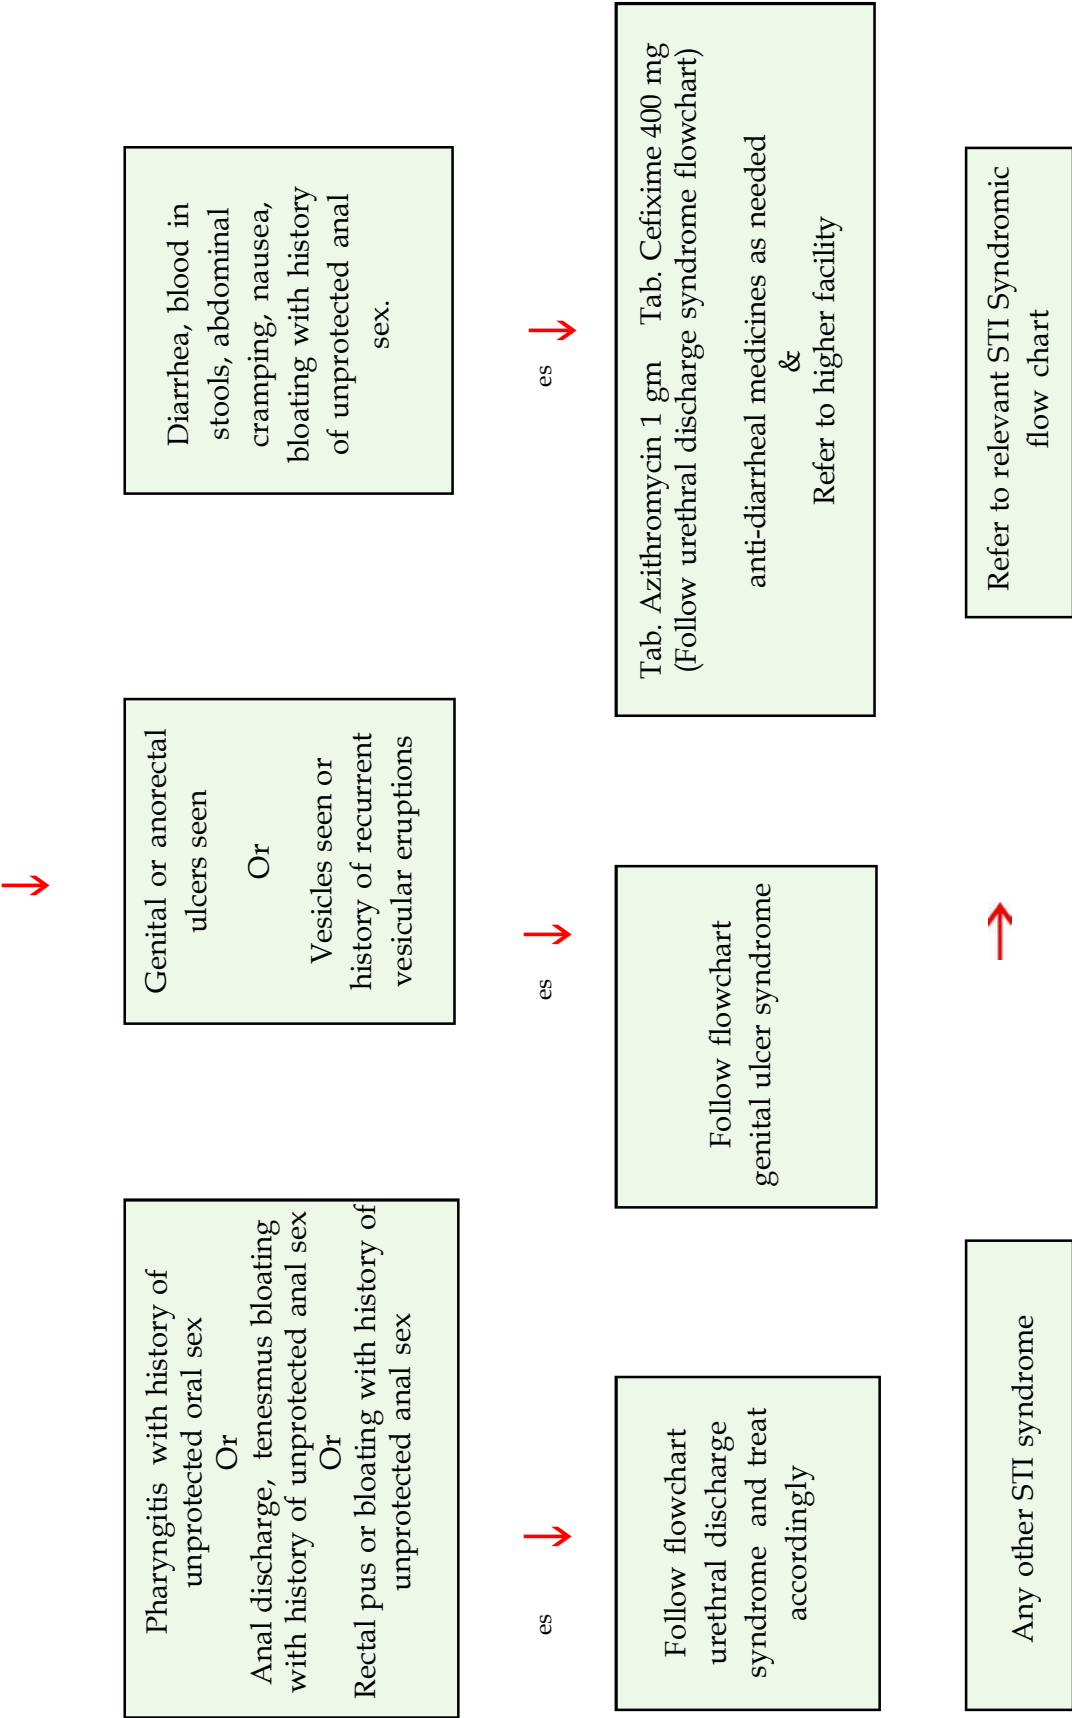 Pharyngitis with history of
unprotected oral sex
Or
Anal discharge, tenesmus bloating
with history of unprotected anal sex
Or
Rectal pus or bloating with history of
unprotected anal sex
Genital or anorectal
ulcers seen
Or
Vesicles seen or
history of recurrent
vesicular eruptions
Diarrhea, blood in
stools, abdominal
cramping, nausea,
bloating with history
of unprotected anal
sex.
es
es
es
Follow flowchart
urethral discharge
syndrome and treat
accordingly
Follow flowchart
genital ulcer syndrome
Tab. Azithromycin 1 gm Tab. Cefixime 400 mg
(Follow urethral discharge syndrome flowchart)
anti-diarrheal medicines as needed
&
Refer to higher facility
Any other STI syndrome
Refer to relevant STI Syndromic
flow chart